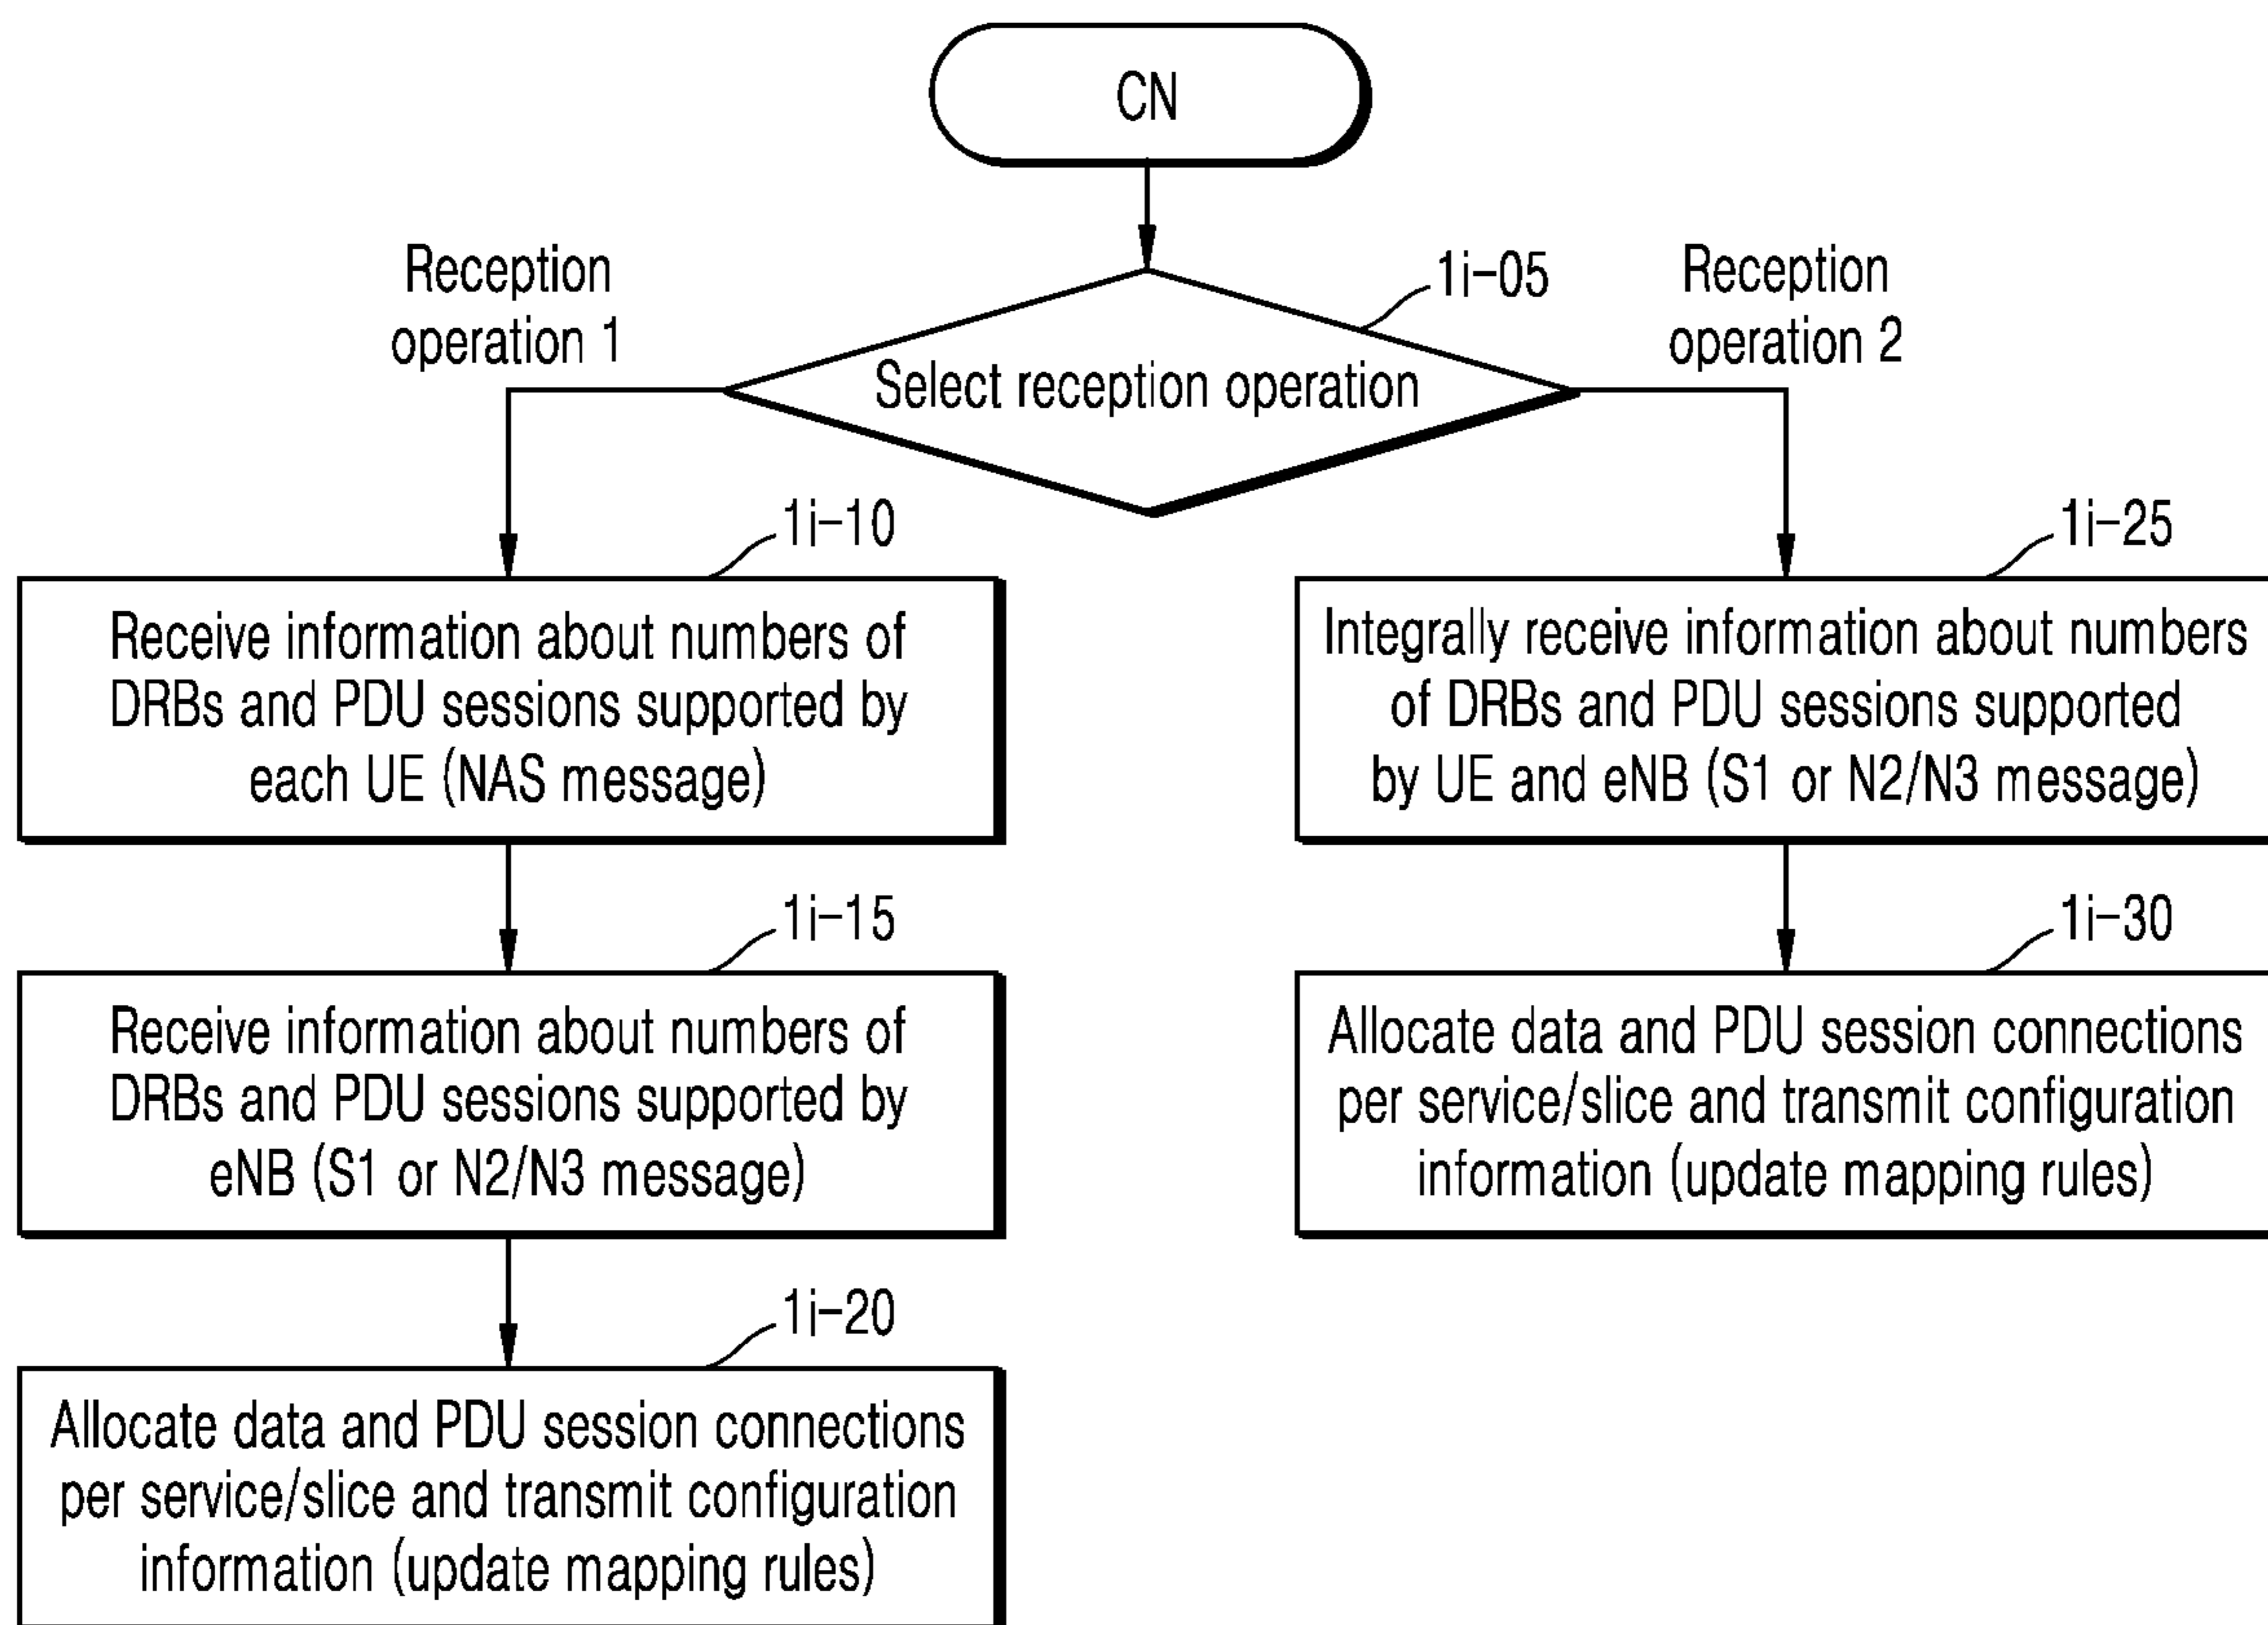 CN
1i-05
Reception
operation 1
Reception
operation 2
Select reception operation
1i-10
Receive information about numbers of
DRBs and PDU sessions supported by
each UE (NAS message)
1i-15
Receive information about numbers of
DRBs and PDU sessions supported by
eNB (S1 or N2/N3 message)
1i-20
Allocate data and PDU session connections
per service/slice and transmit configuration
information (update mapping rules)
1i-25
Integrally receive information about numbers
of DRBs and PDU sessions supported
by UE and eNB (S1 or N2/N3 message)
1i-30
Allocate data and PDU session connections
per service/slice and transmit configuration
information (update mapping rules)